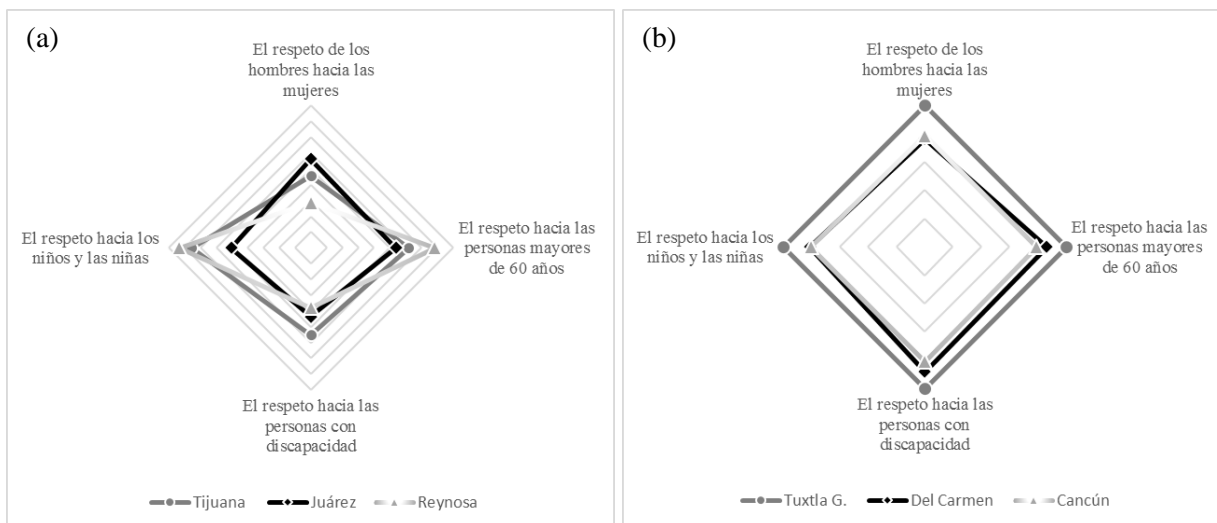 (a)
El respeto de los
hombres hacia las
mujeres
El respeto hacia los
niños y las niñas
El respeto hacia las
personas mayores
de 60 años
El respeto hacia las
personas con
discapacidad
Tijuana Juárez Reynosa
(b)
El respeto de los
hombres hacia las
mujeres
El respeto hacia los
niños y las niñas
El respeto hacia las
personas mayores
de 60 años
El respeto hacia las
personas con
discapacidad
Tuxtla G. Del Carmen Cancún